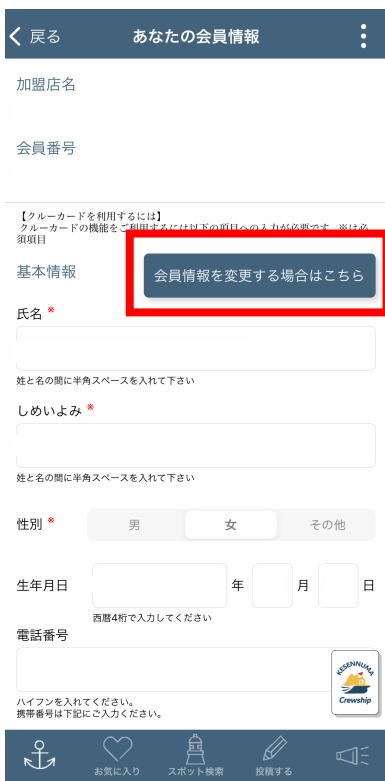 戻る あなたの会員情報
加盟店名
会員番号
【クルーカードを利用するには】
クルーカードの機能をご利用するには以下の項目への入力が必要です。※は必
須項目
基本情報 会員情報を変更する場合はこちら
氏名 ※
姓と名の間に半角スペースを入れて下さい
しめいよみ ※
姓と名の間に半角スペースを入れて下さい
性別 ※ 男 女 その他
生年月日 年 月 日
西暦4桁で入力してください
電話番号
ハイフンを入れてください。
携帯番号は下記にご入力ください。
KESENNUMA
Crewship
お気に入り スポット検索 投稿する